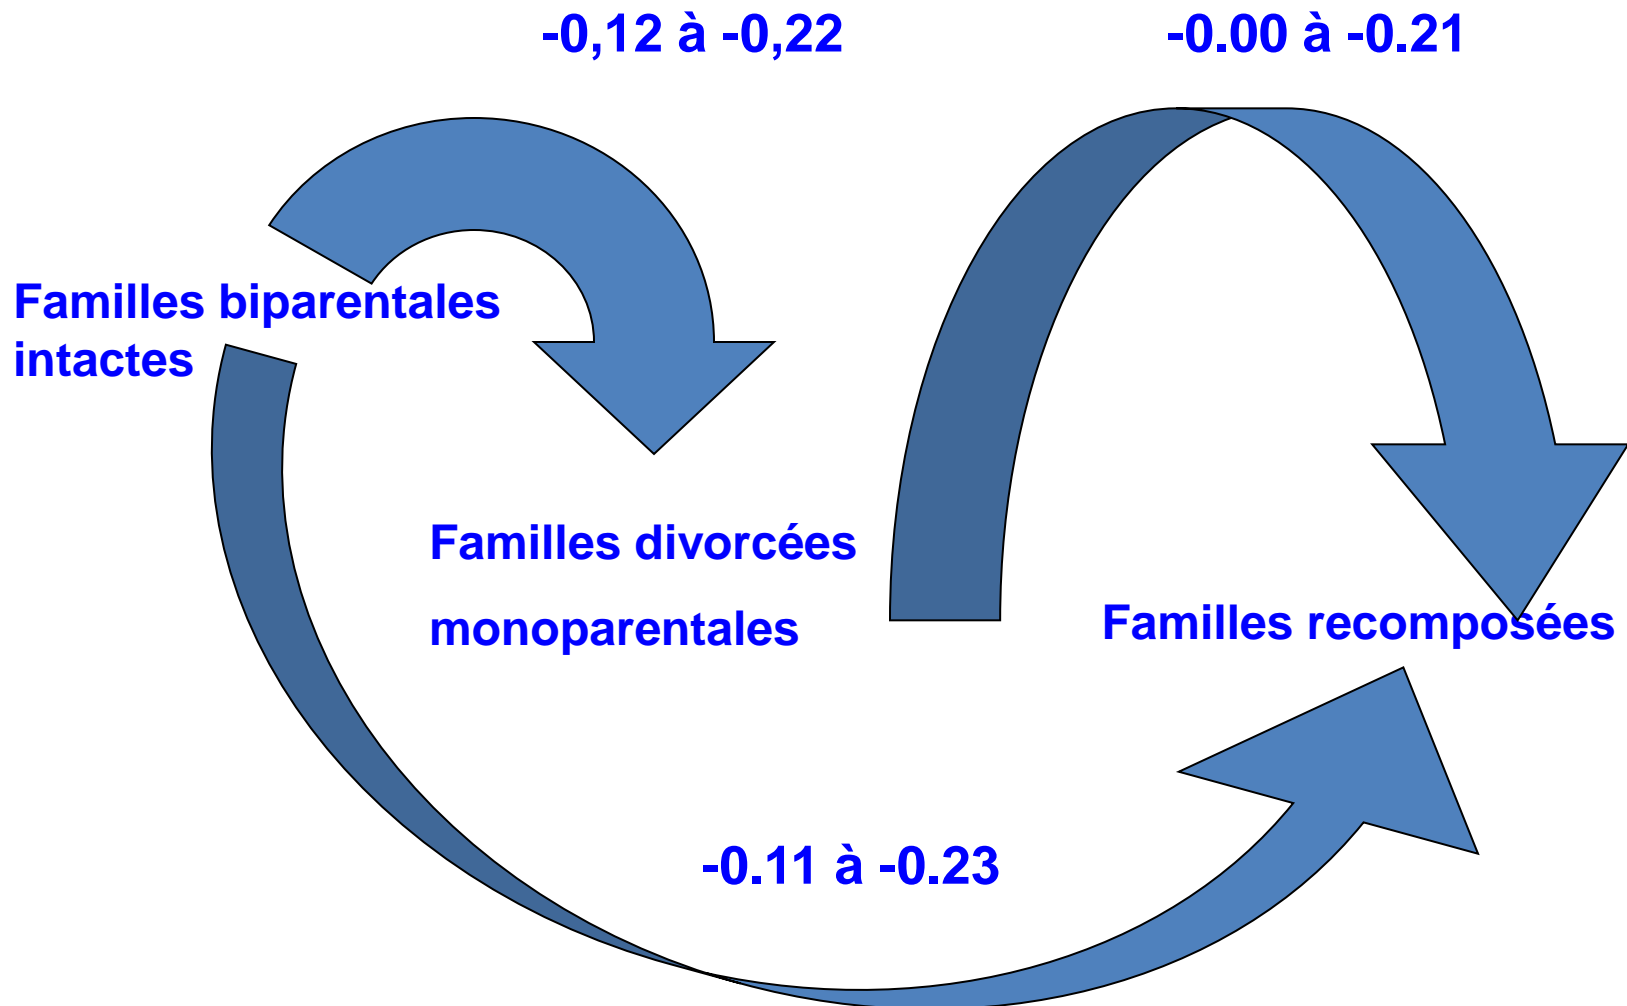 -0,12 à -0,22
-0.00 à -0.21
Familles biparentales
intactes
Familles divorcées
monoparentales
Familles recomposées
-0.11 à -0.23